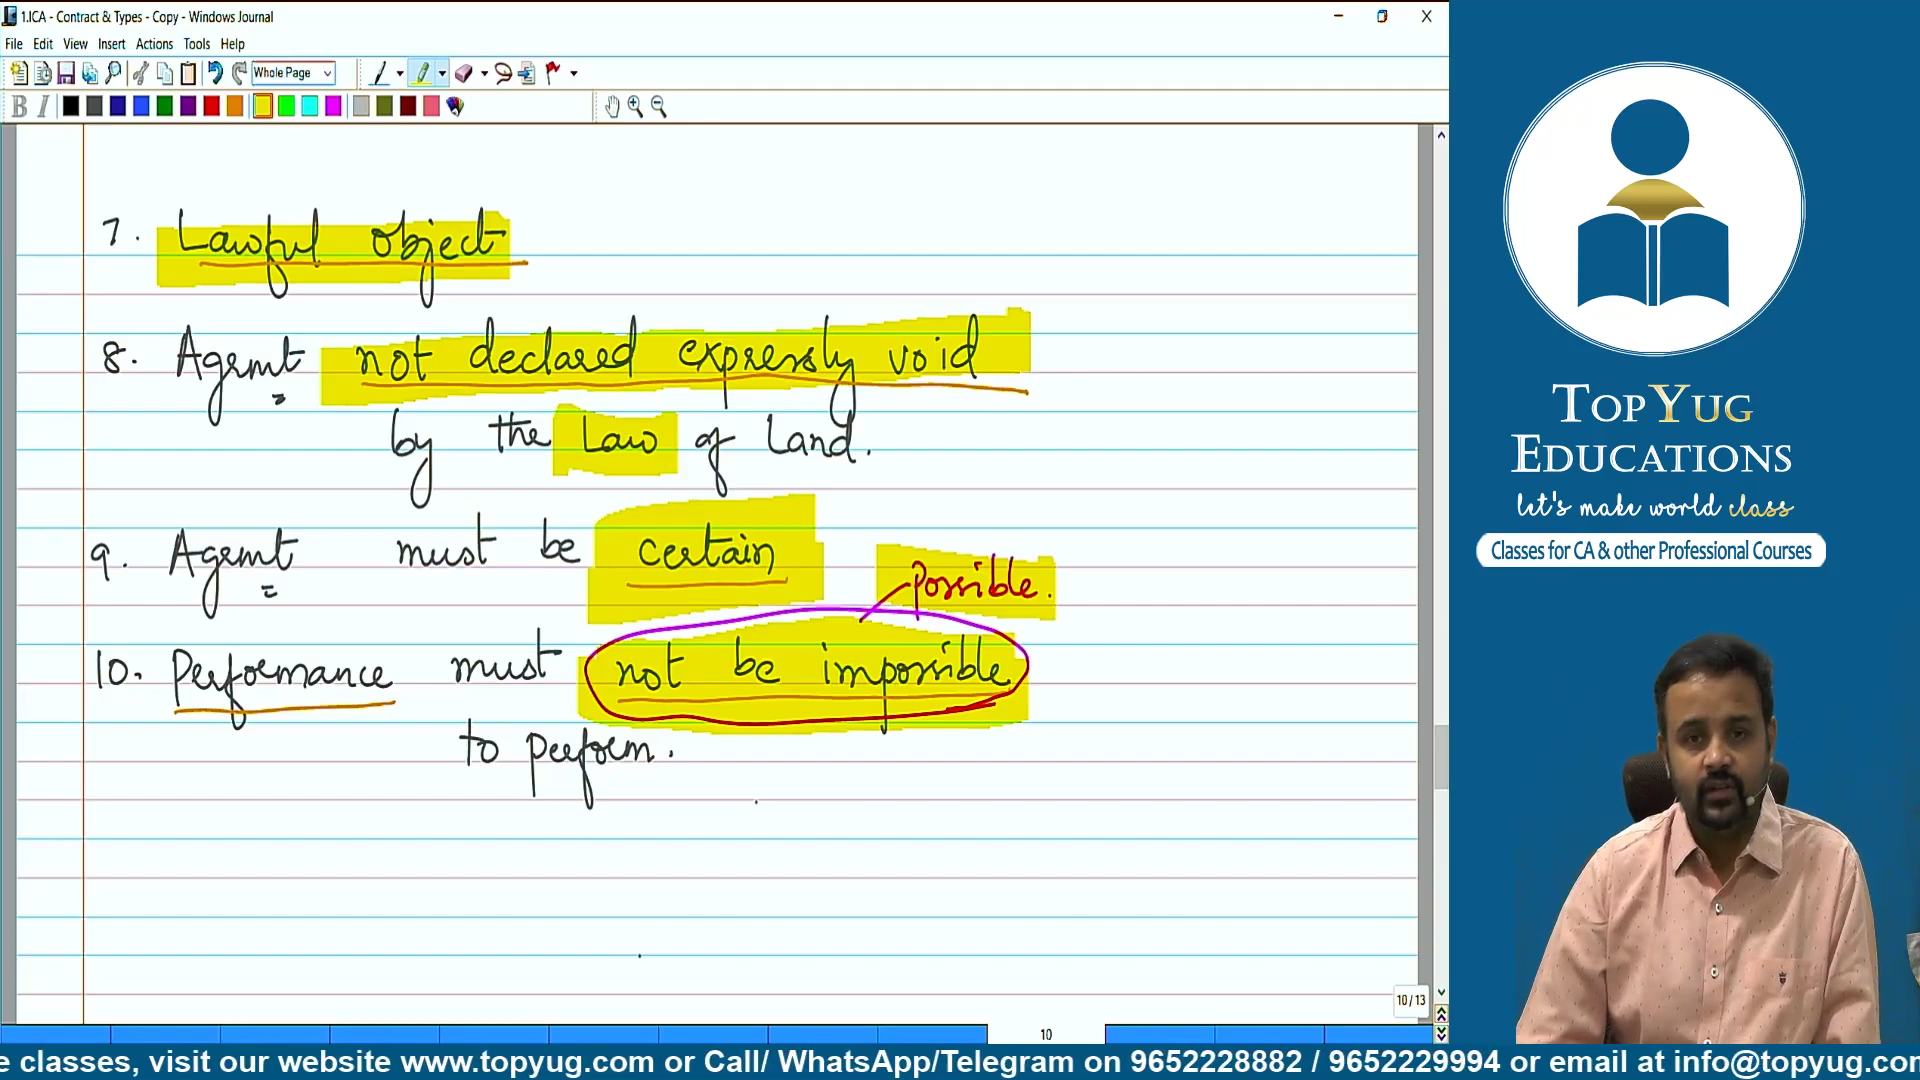 1.ICA - Contract & Types - Copy - Windows Journal
File Edit View Insert Actions Tools Help
Whole Page
B I
7. Lawful object
8. Agrmt not declared expressly void
by the Law of Land.
9. Agrmt must be certain
possible.
10. Performance must not be impossible
to perform.
10 / 13
10
TOPYUG
EDUCATIONS
let's make world class
Classes for CA & other Professional Courses
e classes, visit our website www.topyug.com or Call/ WhatsApp/Telegram on 9652228882 / 9652229994 or email at info@topyug.co